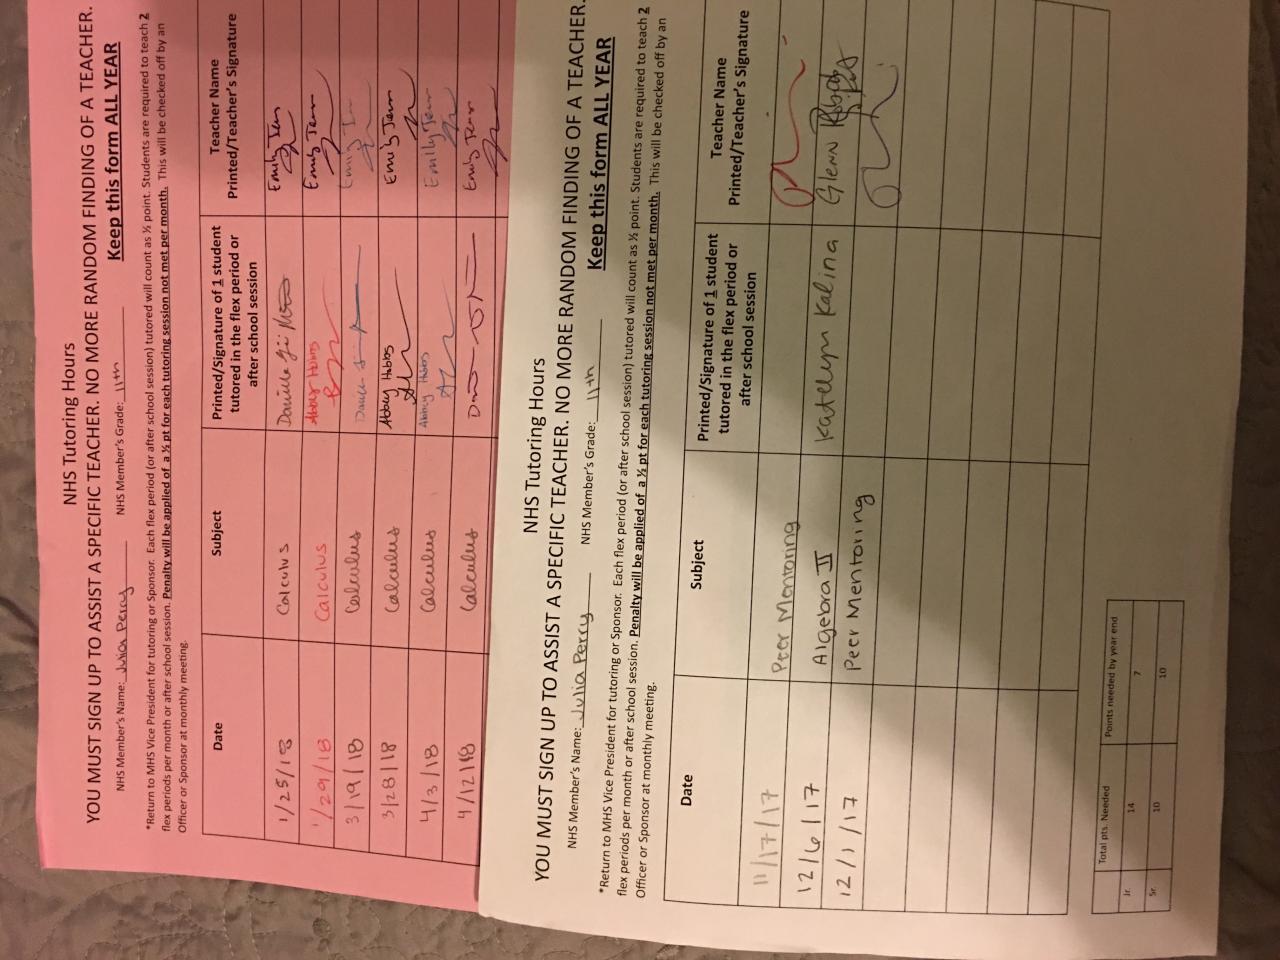 NHS Tutoring Hours
YOU MUST SIGN UP TO ASSIST A SPECIFIC TEACHER. NO MORE RANDOM FINDING OF A TEACHER.
NHS Member's Name: Julia Perry NHS Member's Grade: 11th Keep this form ALL YEAR
*Return to MHS Vice President for tutoring or Sponsor. Each flex period (or after school session) tutored will count as ½ point. Students are required to teach 2
flex periods per month or after school session. Penalty will be applied of a ½ pt for each tutoring session not met per month. This will be checked off by an
Officer or Sponsor at monthly meeting.
Date Subject Printed/Signature of 1 student tutored in the flex period or after school session Teacher Name Printed/Teacher's Signature
1/25/18 Calculus Danielle Emily
1/29/18 Calculus Abbey Hubbs Emily
3/19/18 Calculus Emily
3/28/18 Calculus Abbey Hubbs Emily
4/3/18 Calculus Abbey Hubbs Emily
4/12/18 Calculus Emily
NHS Tutoring Hours
YOU MUST SIGN UP TO ASSIST A SPECIFIC TEACHER. NO MORE RANDOM FINDING OF A TEACHER.
NHS Member's Name: Julia Perry NHS Member's Grade: 11th Keep this form ALL YEAR
*Return to MHS Vice President for tutoring or Sponsor. Each flex period (or after school session) tutored will count as ½ point. Students are required to teach 2
flex periods per month or after school session. Penalty will be applied of a ½ pt for each tutoring session not met per month. This will be checked off by an
Officer or Sponsor at monthly meeting.
Date Subject Printed/Signature of 1 student tutored in the flex period or after school session Teacher Name Printed/Teacher's Signature
11/17/17 Peer Mentoring
12/6/17 Algebra II Katelyn Kalina Glenn
12/1/17 Peer Mentoring
Total pts. Needed Points needed by year end
Jr. 14 7
Sr. 10 10